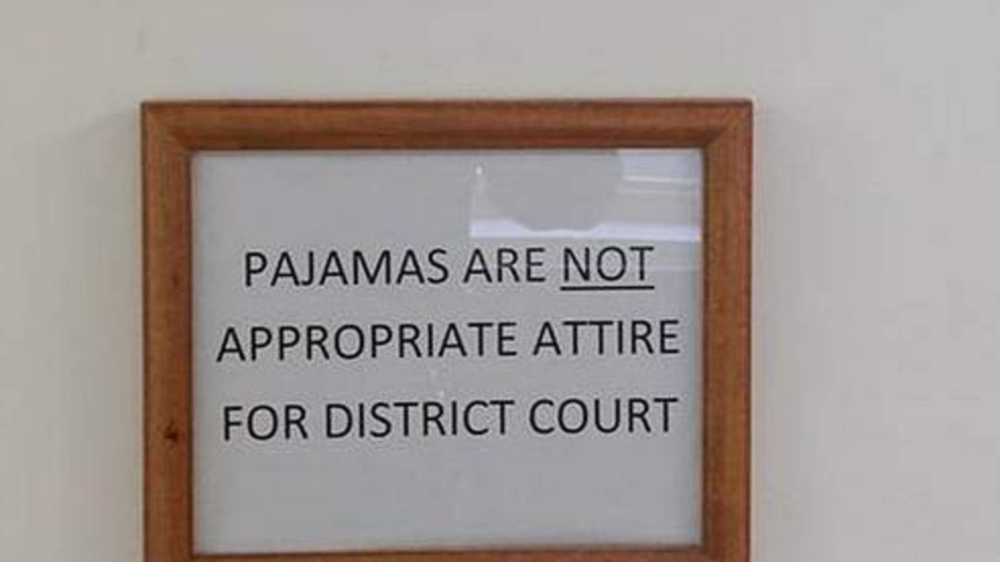 PAJAMAS ARE NOT
APPROPRIATE ATTIRE
FOR DISTRICT COURT